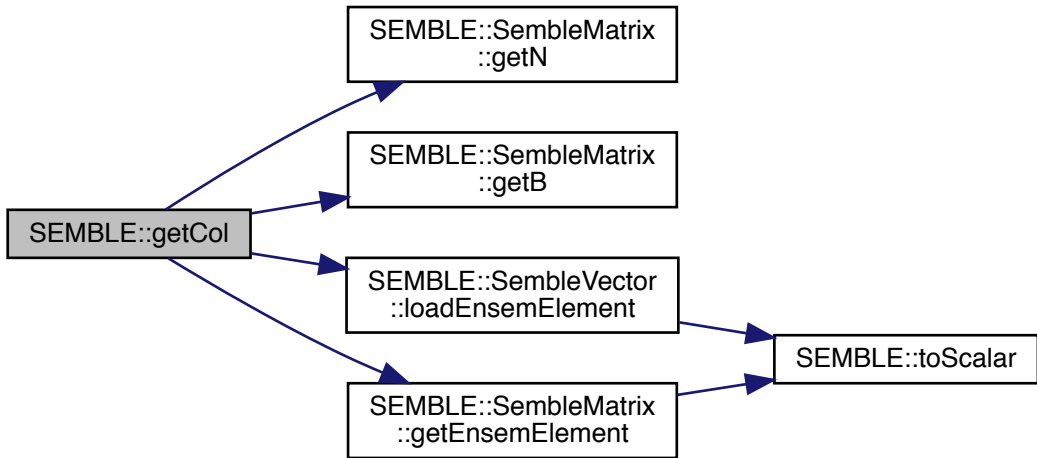 SEMBLE::SembleMatrix
::getN
SEMBLE::SembleMatrix
::getB
SEMBLE::getCol
SEMBLE::SembleVector
::loadEnsemElement
SEMBLE::toScalar
SEMBLE::SembleMatrix
::getEnsemElement